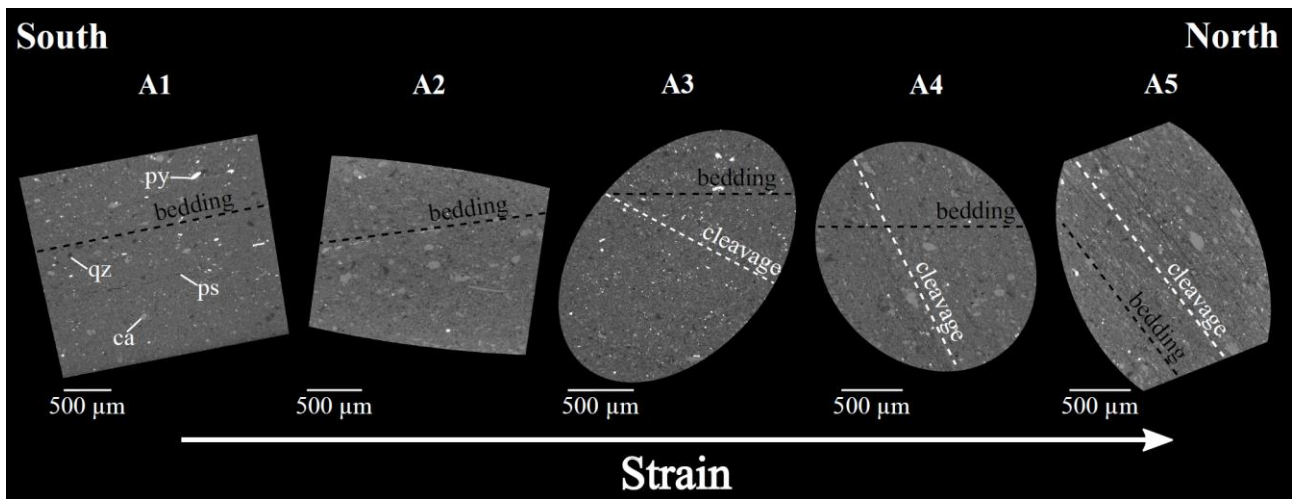 South
North
A1
A2
A3
A4
A5
py
bedding
qz
ps
ca
bedding
bedding
cleavage
bedding
cleavage
cleavage
bedding
500 µm
500 µm
500 µm
500 µm
500 µm
Strain